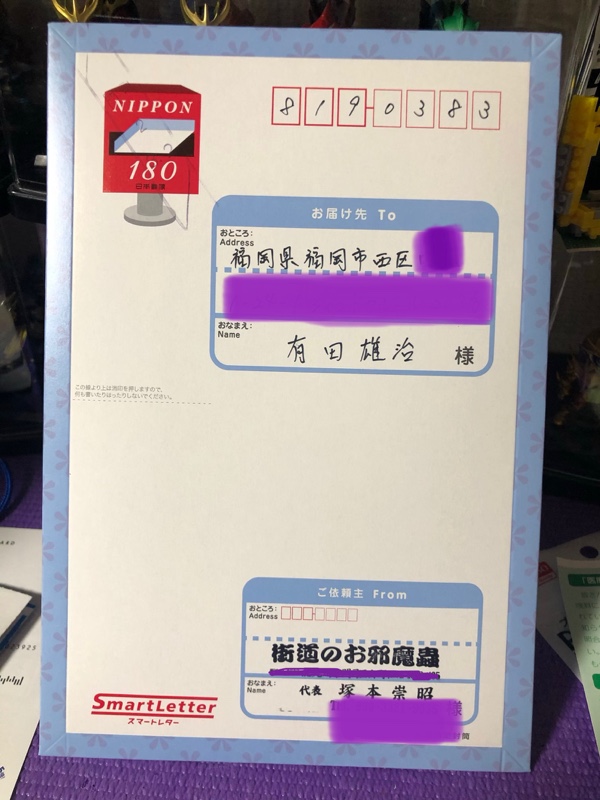 NIPPON
180
日本郵便
819-0383
お届け先 To
おところ:
Address
福岡県福岡市西区
おなまえ:
Name
有田雄治 様
この線より上は消印を押しますので、
何も書いたりはったりしないでください。
ご依頼主 From
おところ:
Address
街道のお邪魔蟲
おなまえ:
Name
代表 塚本崇昭
様
SmartLetter
スマートレター